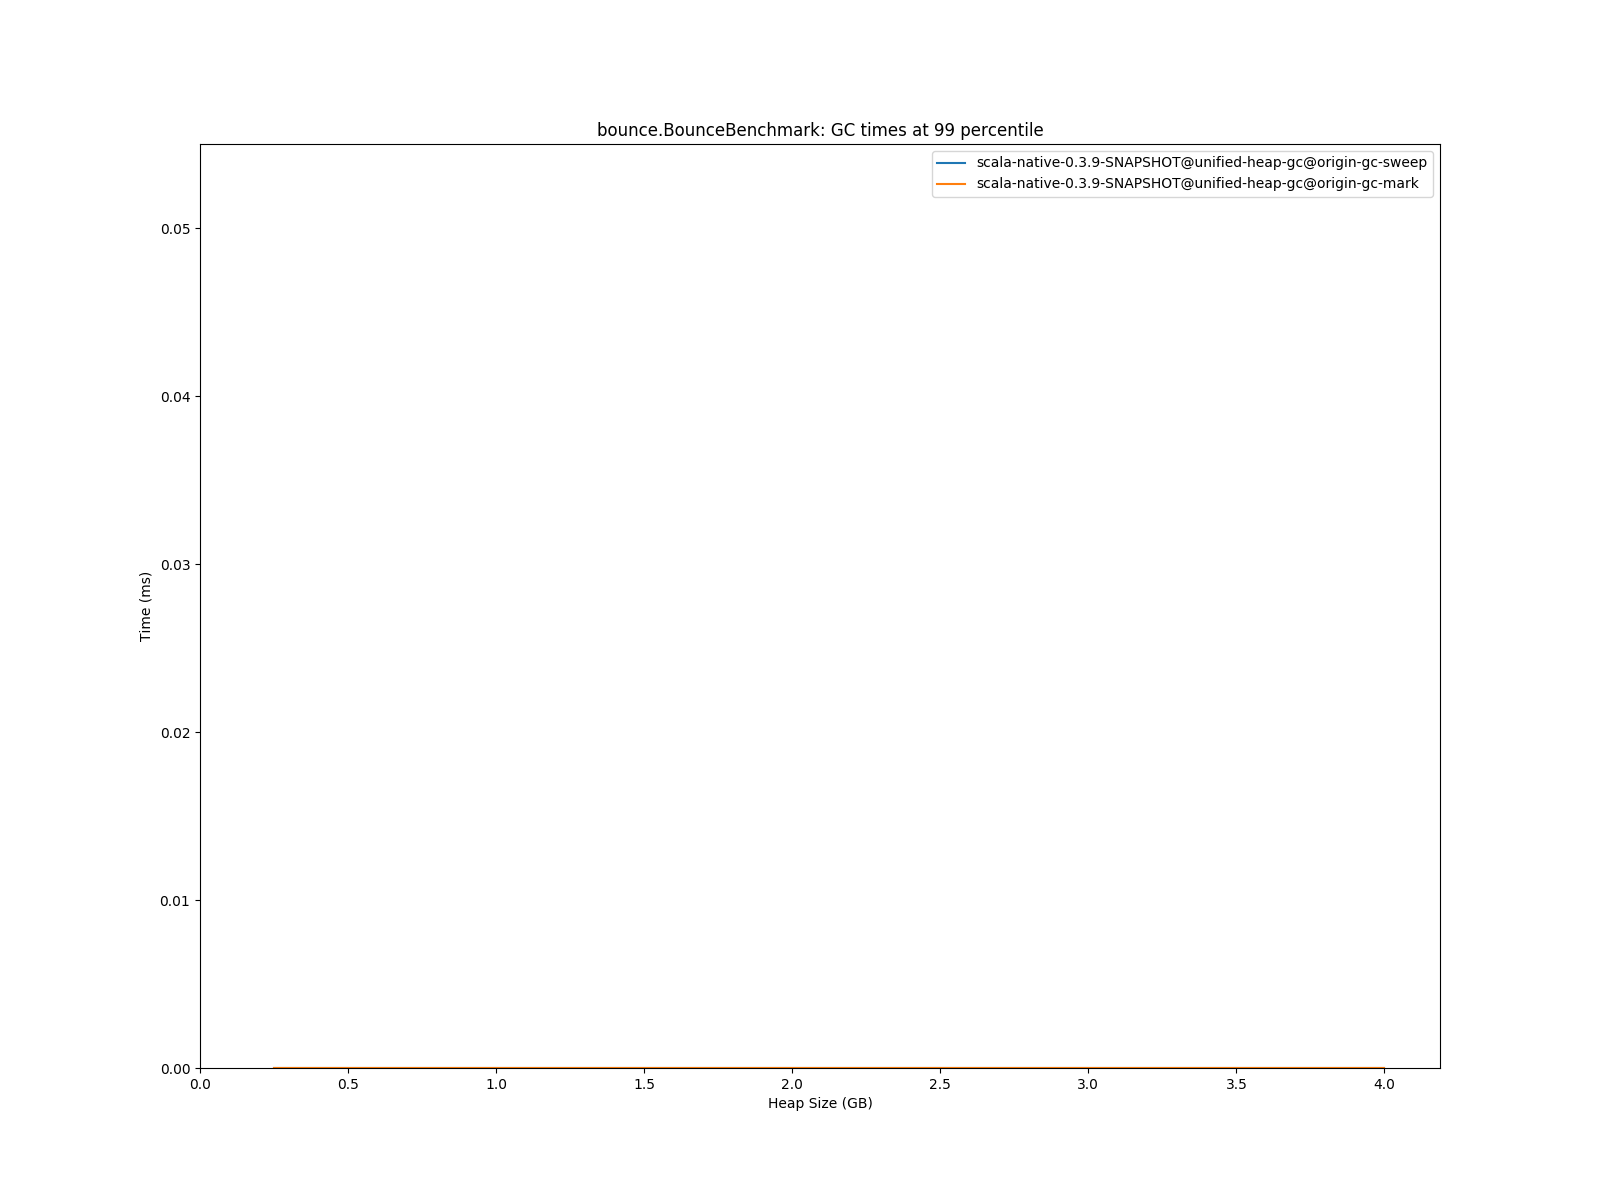 bounce.BounceBenchmark: GC times at 99 percentile
scala-native-0.3.9-SNAPSHOT@unified-heap-gc@origin-gc-sweep
scala-native-0.3.9-SNAPSHOT@unified-heap-gc@origin-gc-mark
0.05
0.04
0.03
0.02
0.01
0.00
Time (ms)
0.0 0.5 1.0 1.5 2.0 2.5 3.0 3.5 4.0
Heap Size (GB)